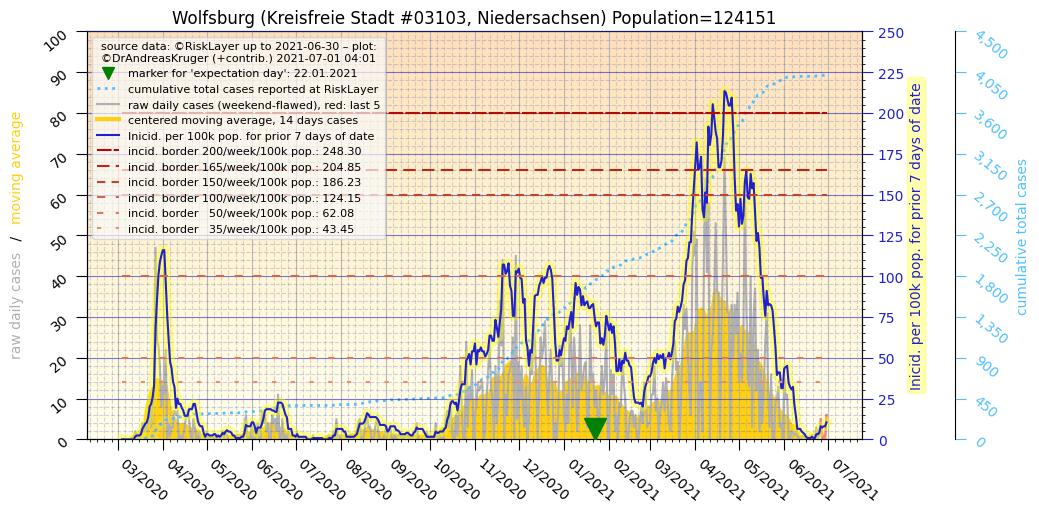 Wolfsburg (Kreisfreie Stadt #03103, Niedersachsen) Population=124151
source data: ©RiskLayer up to 2021-06-30 – plot:
©DrAndreasKruger (+contrib.) 2021-07-01 04:01
marker for 'expectation day': 22.01.2021
cumulative total cases reported at RiskLayer
raw daily cases (weekend-flawed), red: last 5
centered moving average, 14 days cases
Inicid. per 100k pop. for prior 7 days of date
incid. border 200/week/100k pop.: 248.30
incid. border 165/week/100k pop.: 204.85
incid. border 150/week/100k pop.: 186.23
incid. border 100/week/100k pop.: 124.15
incid. border 50/week/100k pop.: 62.08
incid. border 35/week/100k pop.: 43.45
raw daily cases / moving average
100
90
80
70
60
50
40
30
20
10
0
03/2020
04/2020
05/2020
06/2020
07/2020
08/2020
09/2020
10/2020
11/2020
12/2020
01/2021
02/2021
03/2021
04/2021
05/2021
06/2021
07/2021
250
225
200
175
150
125
100
75
50
25
0
Inicid. per 100k pop. for prior 7 days of date
4,500
4,050
3,600
3,150
2,700
2,250
1,800
1,350
900
450
0
cumulative total cases